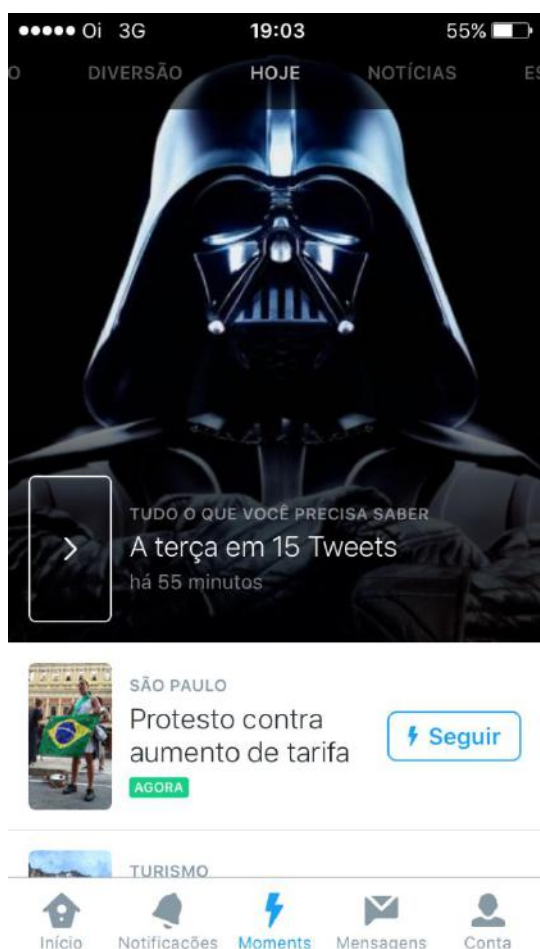 Oi 3G 19:03 55%
O DIVERSÃO HOJE NOTÍCIAS ES
TUDO O QUE VOCÊ PRECISA SABER
A terça em 15 Tweets
há 55 minutos
SÃO PAULO
Protesto contra
aumento de tarifa
Seguir
AGORA
TURISMO
Início Notificações Moments Mensagens Conta